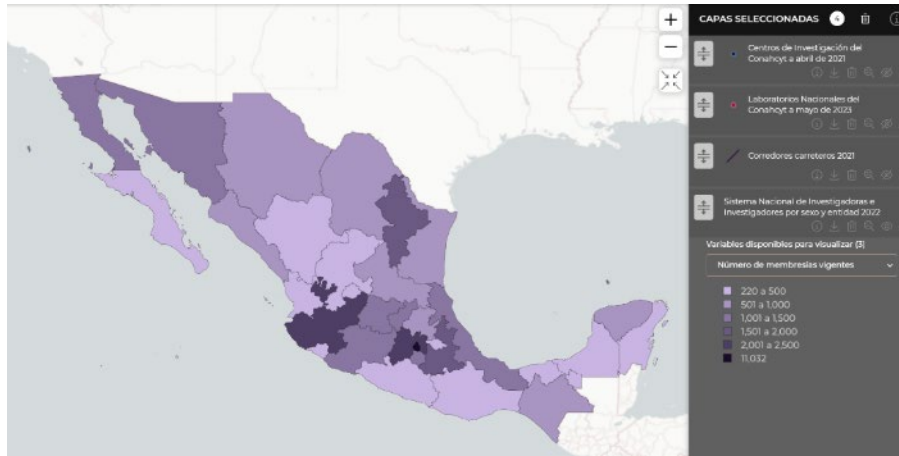 CAPAS SELECCIONADAS 4
Centros de Investigación del
Conahcyt a abril de 2021
Laboratorios Nacionales del
Conahcyt a mayo de 2023
Corredores carreteros 2021
Sistema Nacional de Investigadoras e
Investigadores por sexo y entidad 2022
Variables disponibles para visualizar (3)
Número de membresías vigentes
220 a 500
501 a 1,000
1,001 a 1,500
1,501 a 2,000
2,001 a 2,500
11,032